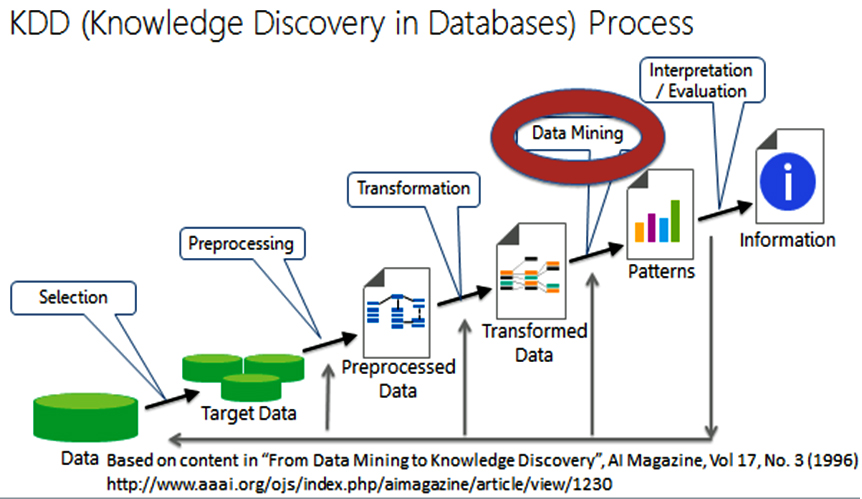 KDD (Knowledge Discovery in Databases) Process
Interpretation
/ Evaluation
Data Mining
Transformation
Preprocessing
Selection
Information
Patterns
Transformed
Data
Preprocessed
Data
Target Data
Data
Based on content in “From Data Mining to Knowledge Discovery”, AI Magazine, Vol 17, No. 3 (1996)
http://www.aaai.org/ojs/index.php/aimagazine/article/view/1230